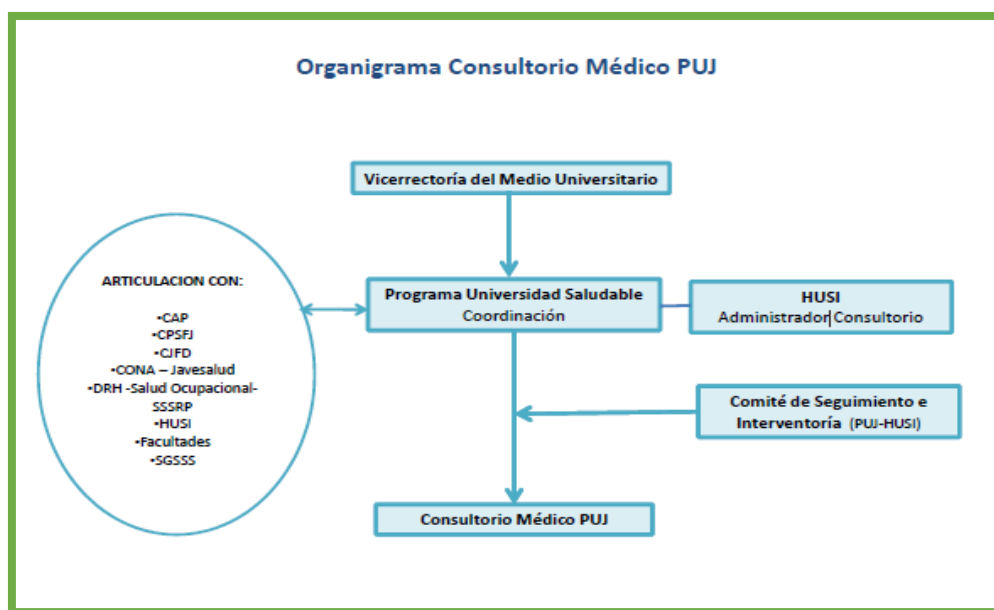 Organigrama Consultorio Médico PUJ
Vicerrectoría del Medio Universitario
ARTICULACION CON:
•CAP
•CPSFJ
•CJFD
•CONA – Javesalud
•DRH -Salud Ocupacional-
SSSRP
•HUSI
•Facultades
•SGSSS
Programa Universidad Saludable
Coordinación
HUSI
Administrador Consultorio
Comité de Seguimiento e
Interventoría (PUJ-HUSI)
Consultorio Médico PUJ